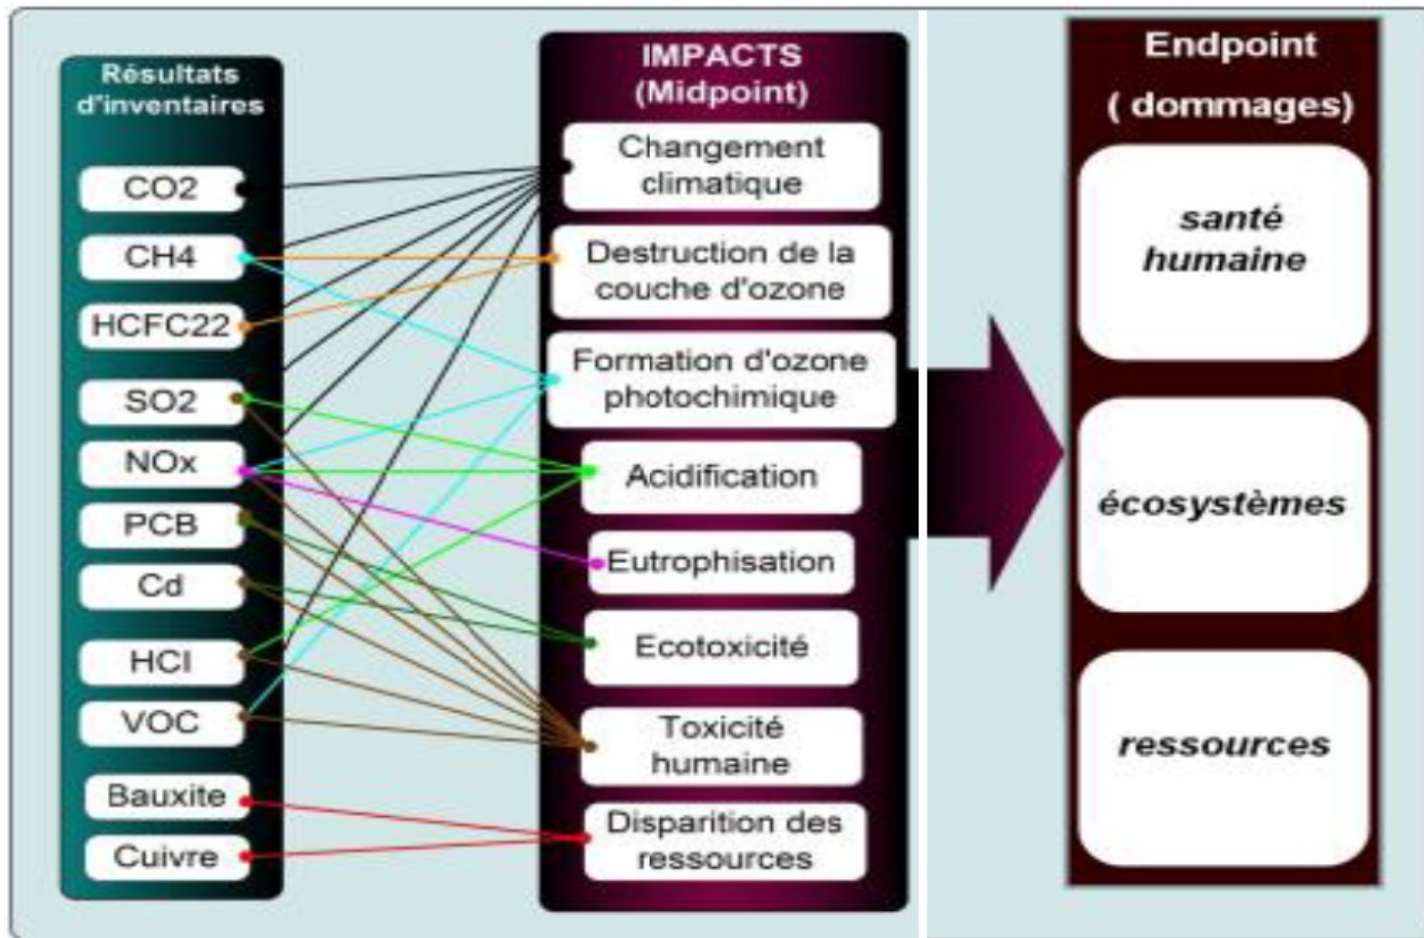 Résultats
d'inventaires
CO2
CH4
HCFC22
SO2
NOx
PCB
Cd
HCl
VOC
Bauxite
Cuivre
IMPACTS
(Midpoint)
Changement
climatique
Destruction de la
couche d'ozone
Formation d'ozone
photochimique
Acidification
Eutrophisation
Ecotoxicité
Toxicité
humaine
Disparition des
ressources
Endpoint
( dommages)
santé
humaine
écosystèmes
ressources